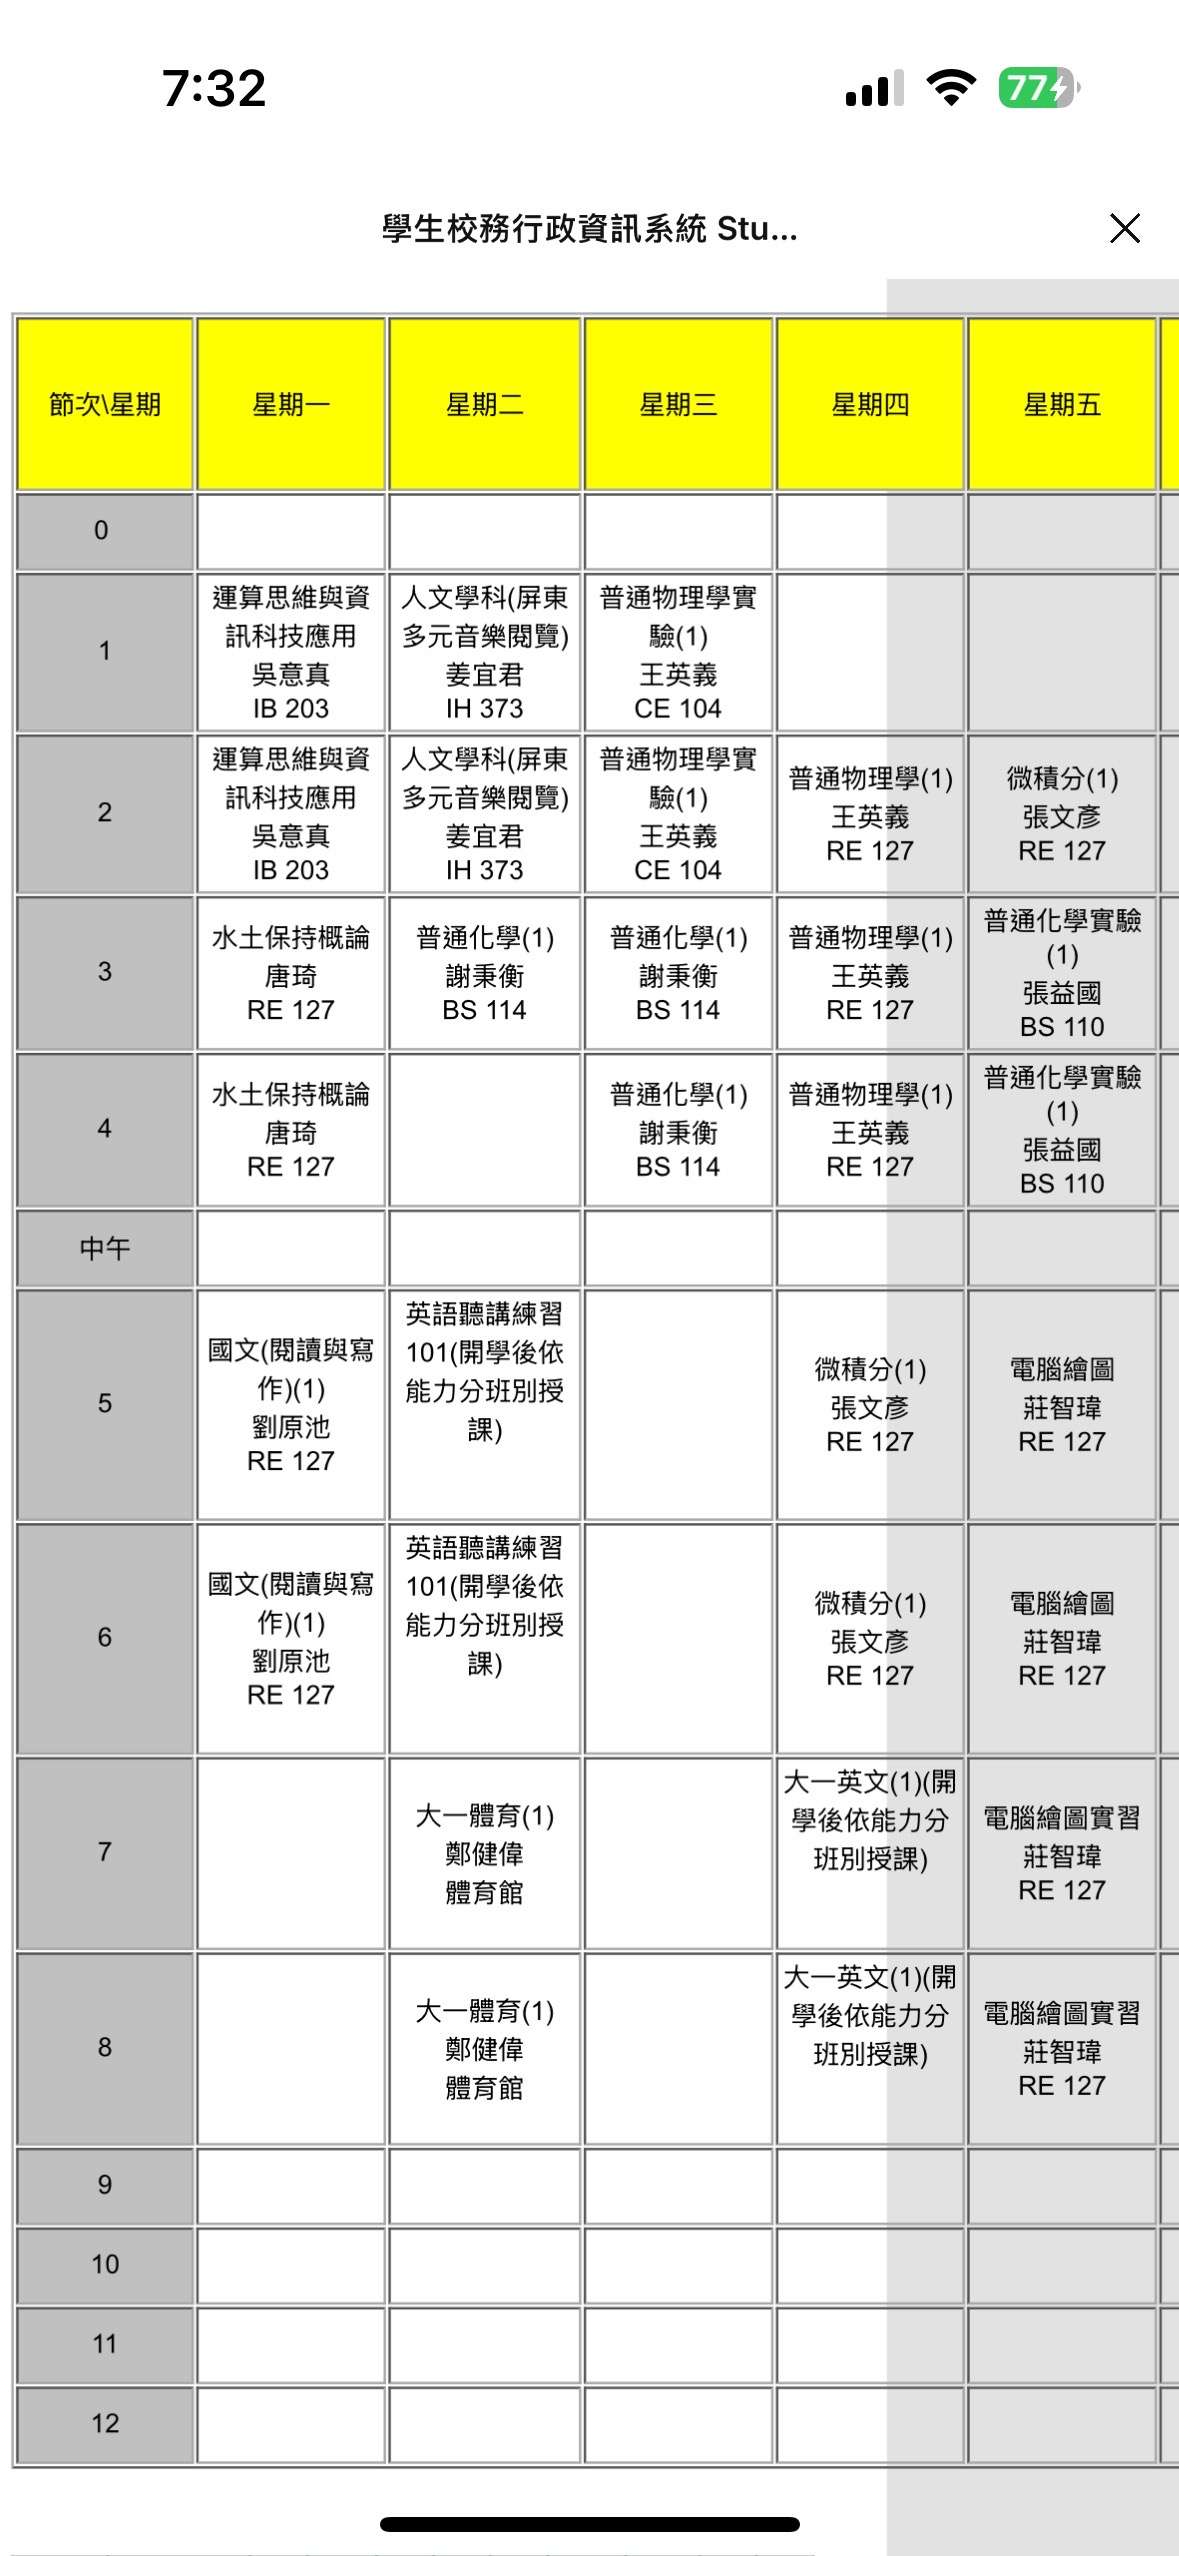 7:32
77
學生校務行政資訊系統 Stu...
節次\星期
星期一
星期二
星期三
星期四
星期五
0
1
運算思維與資
訊科技應用
吳意真
IB 203
人文學科(屏東
多元音樂閱覽)
姜宜君
IH 373
普通物理學實
驗(1)
王英義
CE 104
2
運算思維與資
訊科技應用
吳意真
IB 203
人文學科(屏東
多元音樂閱覽)
姜宜君
IH 373
普通物理學實
驗(1)
王英義
CE 104
普通物理學(1)
王英義
RE 127
微積分(1)
張文彥
RE 127
3
水土保持概論
唐琦
RE 127
普通化學(1)
謝秉衡
BS 114
普通化學(1)
謝秉衡
BS 114
普通物理學(1)
王英義
RE 127
普通化學實驗
(1)
張益國
BS 110
4
水土保持概論
唐琦
RE 127
普通化學(1)
謝秉衡
BS 114
普通物理學(1)
王英義
RE 127
普通化學實驗
(1)
張益國
BS 110
中午
5
國文(閱讀與寫
作)(1)
劉原池
RE 127
英語聽講練習
101(開學後依
能力分班別授
課)
微積分(1)
張文彥
RE 127
電腦繪圖
莊智瑋
RE 127
6
國文(閱讀與寫
作)(1)
劉原池
RE 127
英語聽講練習
101(開學後依
能力分班別授
課)
微積分(1)
張文彥
RE 127
電腦繪圖
莊智瑋
RE 127
7
大一體育(1)
鄭健偉
體育館
大一英文(1)(開
學後依能力分
班別授課)
電腦繪圖實習
莊智瑋
RE 127
8
大一體育(1)
鄭健偉
體育館
大一英文(1)(開
學後依能力分
班別授課)
電腦繪圖實習
莊智瑋
RE 127
9
10
11
12